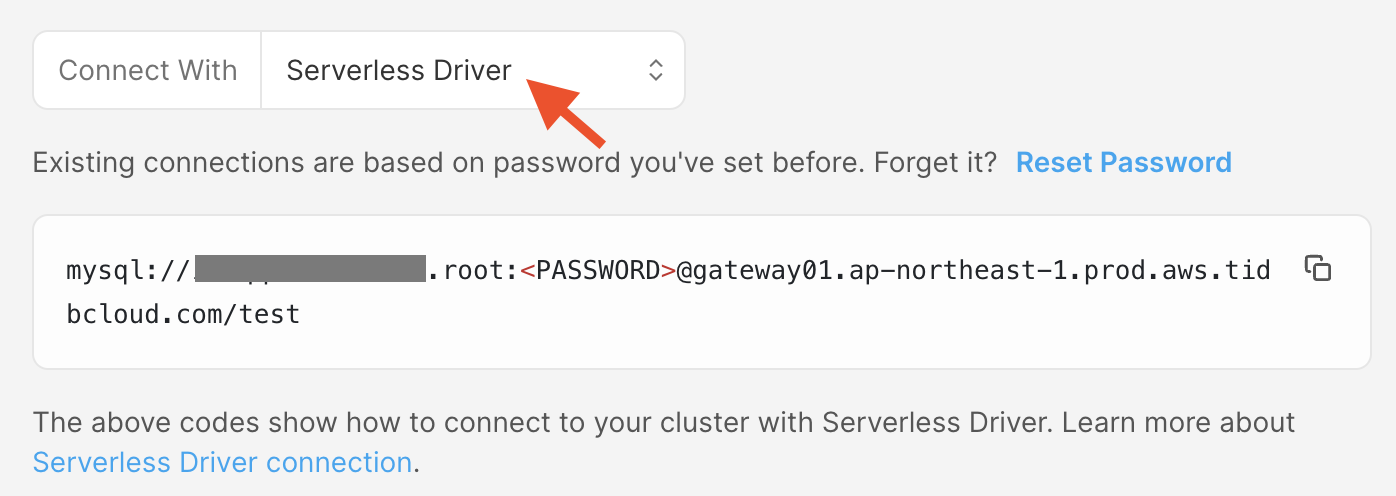 Connect With Serverless Driver
Existing connections are based on password you've set before. Forget it? Reset Password
mysql://.root:<PASSWORD>@gateway01.ap-northeast-1.prod.aws.tid
bcloud.com/test
The above codes show how to connect to your cluster with Serverless Driver. Learn more about
Serverless Driver connection.